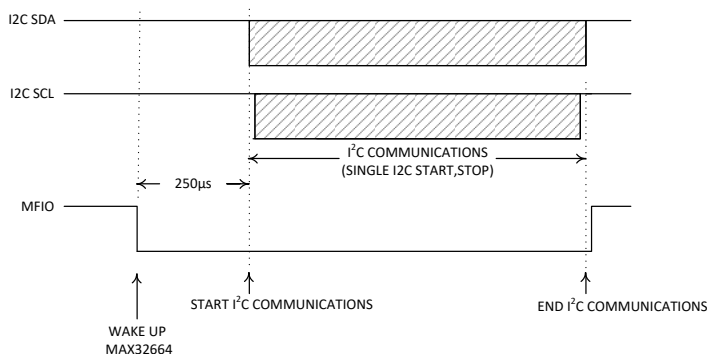 I2C SDA
I2C SCL
I²C COMMUNICATIONS
(SINGLE I2C START,STOP)
250µs
MFIO
START I²C COMMUNICATIONS
END I²C COMMUNICATIONS
WAKE UP
MAX32664